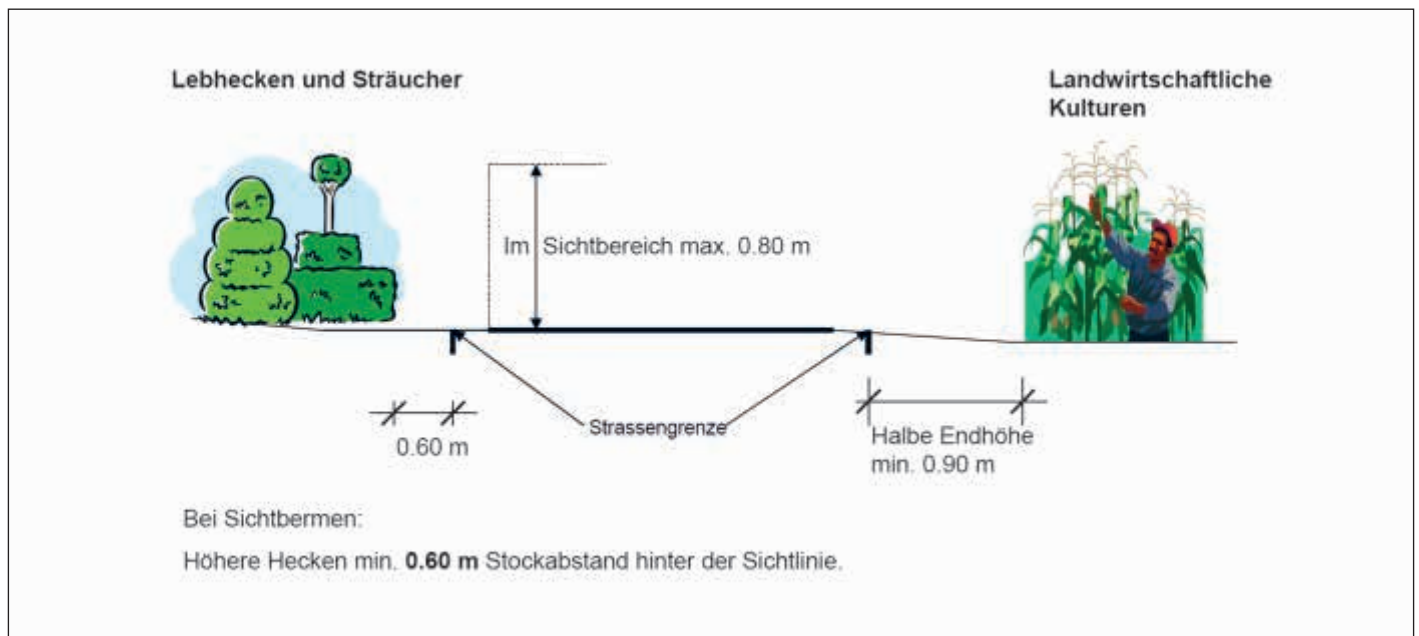 Lebhecken und Sträucher
Landwirtschaftliche
Kulturen
Im Sichtbereich max. 0.80 m
Strassengrenze
0.60 m
Halbe Endhöhe
min. 0.90 m
Bei Sichtbermen:
Höhere Hecken min. 0.60 m Stockabstand hinter der Sichtlinie.